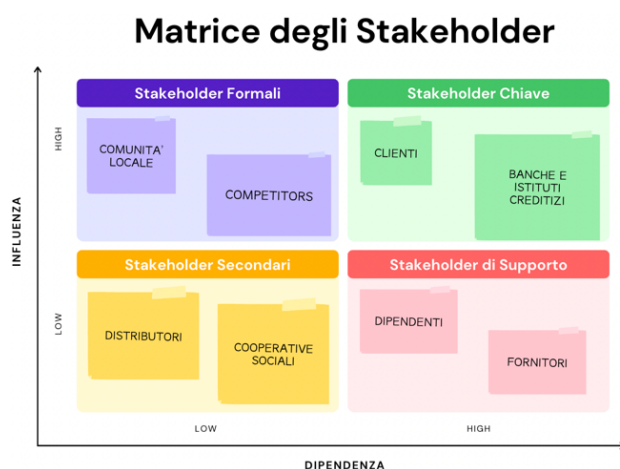 Matrice degli Stakeholder
Stakeholder Formali
Stakeholder Chiave
HIGH
COMUNITA'
LOCALE
COMPETITORS
CLIENTI
BANCHE E
ISTITUTI
CREDITIZI
INFLUENZA
Stakeholder Secondari
Stakeholder di Supporto
LOW
DISTRIBUTORI
COOPERATIVE
SOCIALI
DIPENDENTI
FORNITORI
LOW
HIGH
DIPENDENZA